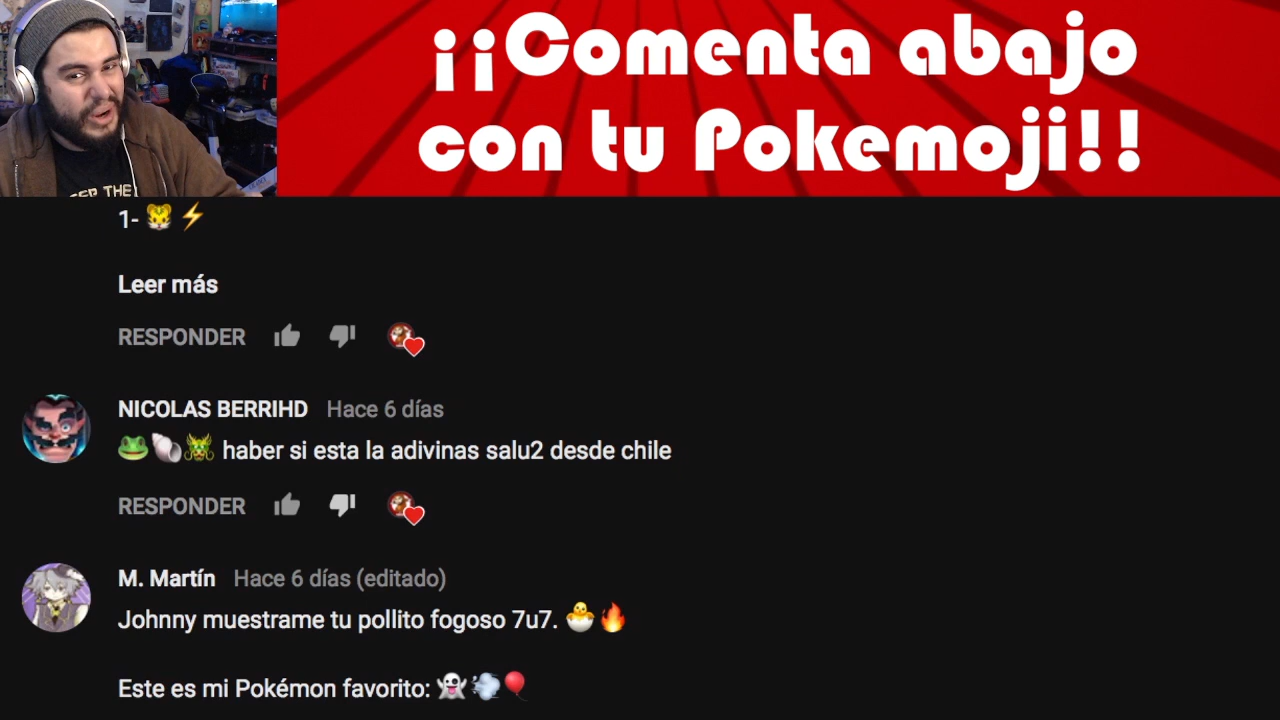 ¡¡Comenta abajo
con tu Pokemoji!!
EP THE
1- 🐯⚡
Leer más
RESPONDER
NICOLAS BERRIHD Hace 6 días
🐸🐚🐲 haber si esta la adivinas salu2 desde chile
RESPONDER
M. Martín Hace 6 días (editado)
Johnny muestrame tu pollito fogoso 7u7. 🐣🔥
Este es mi Pokémon favorito: 👻💨🎈